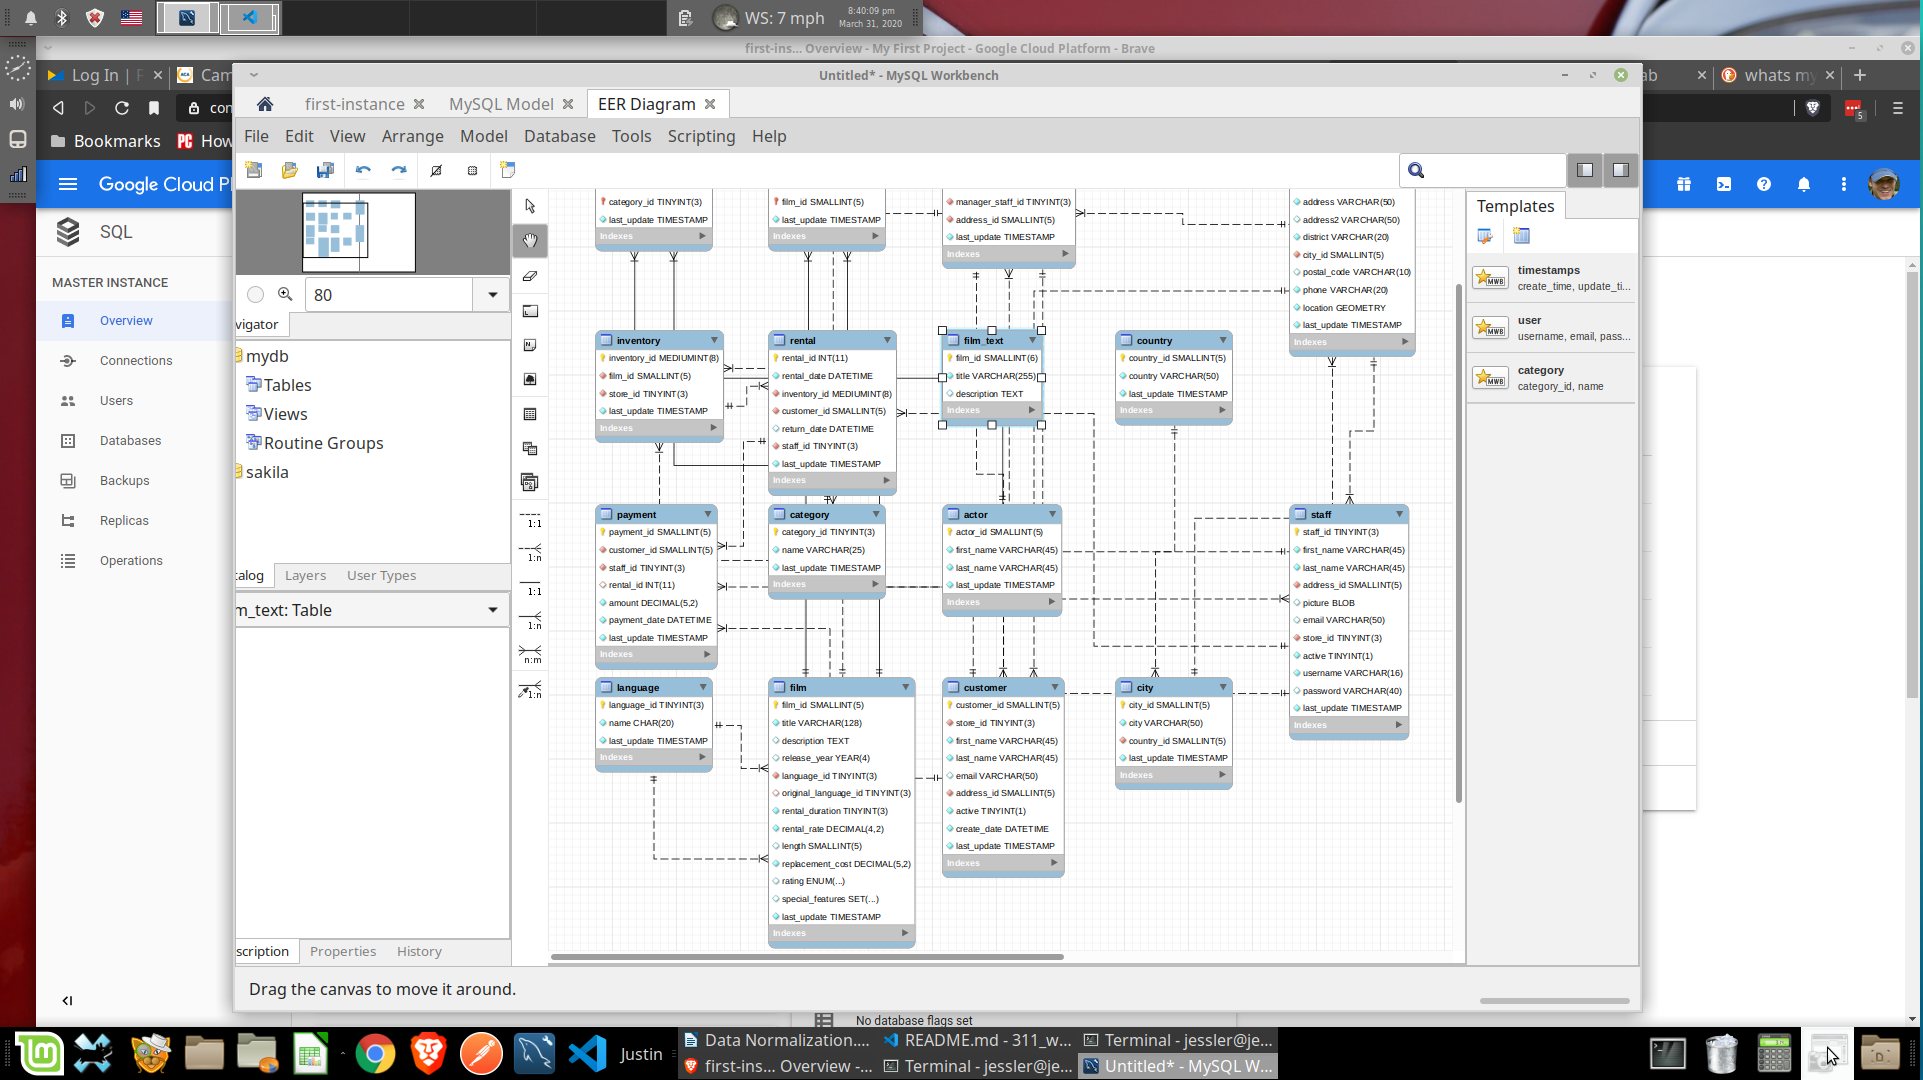 WS: 7 mph
8:40:09 pm
March 31, 2020
first-ins... Overview - My First Project - Google Cloud Platform - Brave
Log In |
Cam
ab
whats my
con
5
Bookmarks
PC How
Google Cloud Pl
SQL
MASTER INSTANCE
Overview
Connections
Users
Databases
Backups
Replicas
Operations
Untitled* - MySQL Workbench
first-instance
MySQL Model
EER Diagram
File Edit View Arrange Model Database Tools Scripting Help
80
vigator
mydb
Tables
Views
Routine Groups
sakila
talog Layers User Types
m_text: Table
scription Properties History
Drag the canvas to move it around.
1:1
1:n
1:1
1:n
n:m
1:n
category_id TINYINT(3)
last_update TIMESTAMP
Indexes
film_id SMALLINT(5)
last_update TIMESTAMP
Indexes
manager_staff_id TINYINT(3)
address_id SMALLINT(5)
last_update TIMESTAMP
Indexes
address VARCHAR(50)
address2 VARCHAR(50)
district VARCHAR(20)
city_id SMALLINT(5)
postal_code VARCHAR(10)
phone VARCHAR(20)
location GEOMETRY
last_update TIMESTAMP
Indexes
inventory
inventory_id MEDIUMINT(8)
film_id SMALLINT(5)
store_id TINYINT(3)
last_update TIMESTAMP
Indexes
rental
rental_id INT(11)
rental_date DATETIME
inventory_id MEDIUMINT(8)
customer_id SMALLINT(5)
return_date DATETIME
staff_id TINYINT(3)
last_update TIMESTAMP
Indexes
film_text
film_id SMALLINT(6)
title VARCHAR(255)
description TEXT
Indexes
country
country_id SMALLINT(5)
country VARCHAR(50)
last_update TIMESTAMP
Indexes
payment
payment_id SMALLINT(5)
customer_id SMALLINT(5)
staff_id TINYINT(3)
rental_id INT(11)
amount DECIMAL(5,2)
payment_date DATETIME
last_update TIMESTAMP
Indexes
category
category_id TINYINT(3)
name VARCHAR(25)
last_update TIMESTAMP
Indexes
actor
actor_id SMALLINT(5)
first_name VARCHAR(45)
last_name VARCHAR(45)
last_update TIMESTAMP
Indexes
staff
staff_id TINYINT(3)
first_name VARCHAR(45)
last_name VARCHAR(45)
address_id SMALLINT(5)
picture BLOB
email VARCHAR(50)
store_id TINYINT(3)
active TINYINT(1)
username VARCHAR(16)
password VARCHAR(40)
last_update TIMESTAMP
Indexes
language
language_id TINYINT(3)
name CHAR(20)
last_update TIMESTAMP
Indexes
film
film_id SMALLINT(5)
title VARCHAR(128)
description TEXT
release_year YEAR(4)
language_id TINYINT(3)
original_language_id TINYINT(3)
rental_duration TINYINT(3)
rental_rate DECIMAL(4,2)
length SMALLINT(5)
replacement_cost DECIMAL(5,2)
rating ENUM(...)
special_features SET(...)
last_update TIMESTAMP
Indexes
customer
customer_id SMALLINT(5)
store_id TINYINT(3)
first_name VARCHAR(45)
last_name VARCHAR(45)
email VARCHAR(50)
address_id SMALLINT(5)
active TINYINT(1)
create_date DATETIME
last_update TIMESTAMP
Indexes
city
city_id SMALLINT(5)
city VARCHAR(50)
country_id SMALLINT(5)
last_update TIMESTAMP
Indexes
Templates
MWB
timestamps
create_time, update_ti...
MWB
user
username, email, pass...
MWB
category
category_id, name
No database flags set
Justin
Data Normalization....
README.md - 311_w...
Terminal - jessler@je...
first-ins... Overview -...
Terminal - jessler@je...
Untitled* - MySQL W...
D